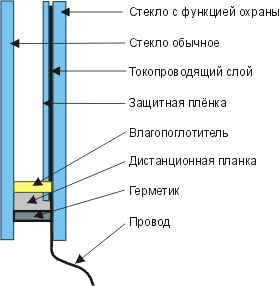 Стекло с функцией охраны
Стекло обычное
Токопроводящий слой
Защитная плёнка
Влагопоглотитель
Дистанционная планка
Герметик
Провод